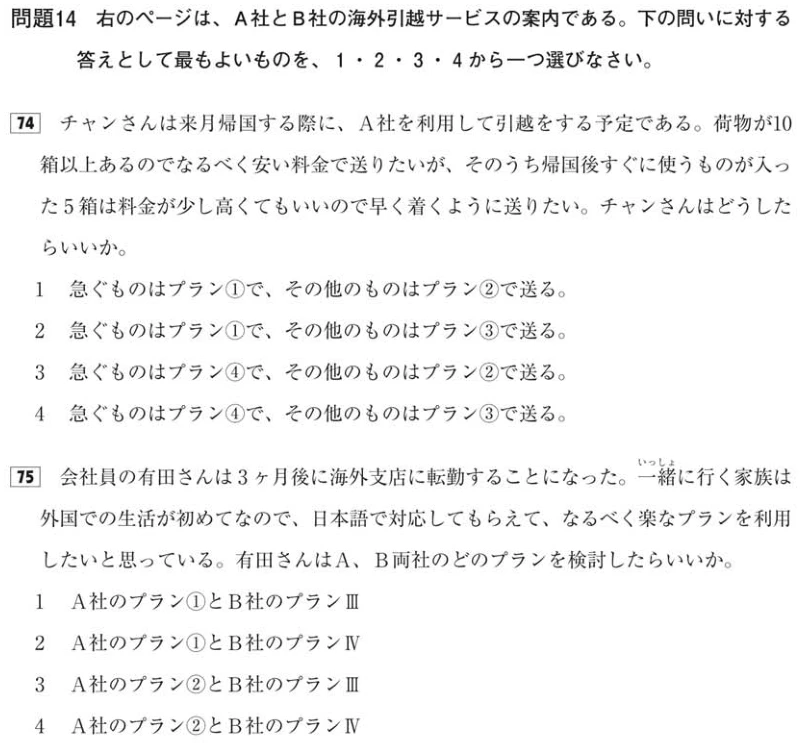 問題14　右のページは、A社とB社の海外引越サービスの案内である。下の問いに対する
答えとして最もよいものを、1・2・3・4から一つ選びなさい。
74　チャンさんは来月帰国する際に、A社を利用して引越をする予定である。荷物が10
箱以上あるのでなるべく安い料金で送りたいが、そのうち帰国後すぐに使うものが入っ
た5箱は料金が少し高くてもいいので早く着くように送りたい。チャンさんはどうした
らいいか。
1　急ぐものはプラン①で、その他のものはプラン②で送る。
2　急ぐものはプラン①で、その他のものはプラン③で送る。
3　急ぐものはプラン④で、その他のものはプラン②で送る。
4　急ぐものはプラン④で、その他のものはプラン③で送る。
いっしょ
75　会社員の有田さんは3ヶ月後に海外支店に転勤することになった。一緒に行く家族は
外国での生活が初めてなので、日本語で対応してもらえて、なるべく楽なプランを利用
したいと思っている。有田さんはA、B両社のどのプランを検討したらいいか。
1　A社のプラン①とB社のプランⅢ
2　A社のプラン①とB社のプランⅣ
3　A社のプラン②とB社のプランⅢ
4　A社のプラン②とB社のプランⅣ